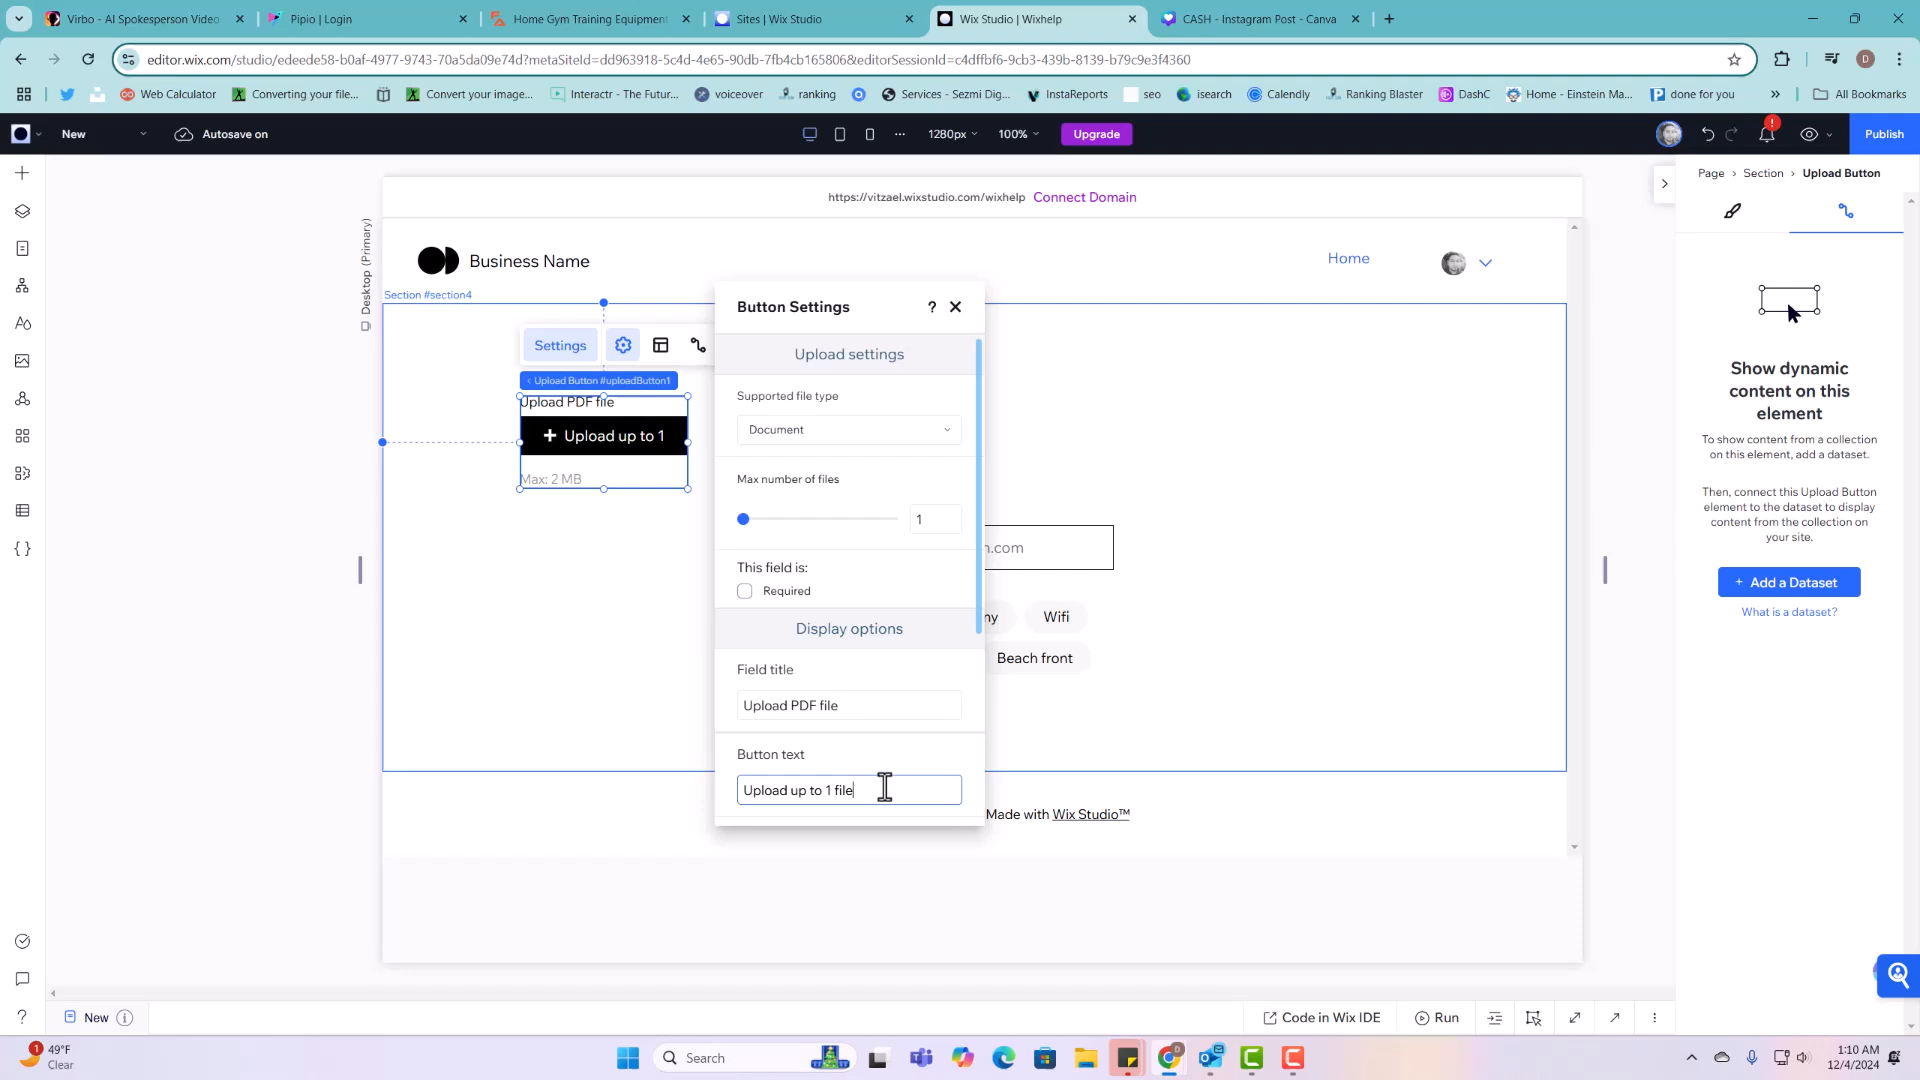 Virbo - AI Spokesperson Video
Pipio | Login
Home Gym Training Equipment
Sites | Wix Studio
Wix Studio | Wixhelp
CASH - Instagram Post - Canva
editor.wix.com/studio/edeede58-b0af-4977-9743-70a5da09e74d?metaSiteId=dd963918-5c4d-4e65-90db-7fb4cb165806&editorSessionId=c4dffbf6-9cb3-439b-8139-b79c9e3f4360
D
Web Calculator
Converting your file...
Convert your image...
Interactr - The Futur...
voiceover
ranking
Services - Sezmi Dig...
InstaReports
seo
isearch
Calendly
Ranking Blaster
DashC
Home - Einstein Ma...
done for you
All Bookmarks
New
Autosave on
1280px
100%
Upgrade
Publish
https://vitzael.wixstudio.com/wixhelp Connect Domain
Page > Section > Upload Button
Desktop (Primary)
Business Name
Home
Section #section4
Settings
< Upload Button #uploadButton1
Upload PDF file
+ Upload up to 1
Max: 2 MB
Button Settings
?
Upload settings
Supported file type
Document
Max number of files
1
This field is:
Required
Display options
Field title
Upload PDF file
Button text
Upload up to 1 file
n.com
ny
Wifi
Beach front
Made with Wix Studio™
Show dynamic
content on this
element
To show content from a collection
on this element, add a dataset.
Then, connect this Upload Button
element to the dataset to display
content from the collection on
your site.
+ Add a Dataset
What is a dataset?
New
Code in Wix IDE
Run
1
49°F
Clear
Search
1:10 AM
12/4/2024